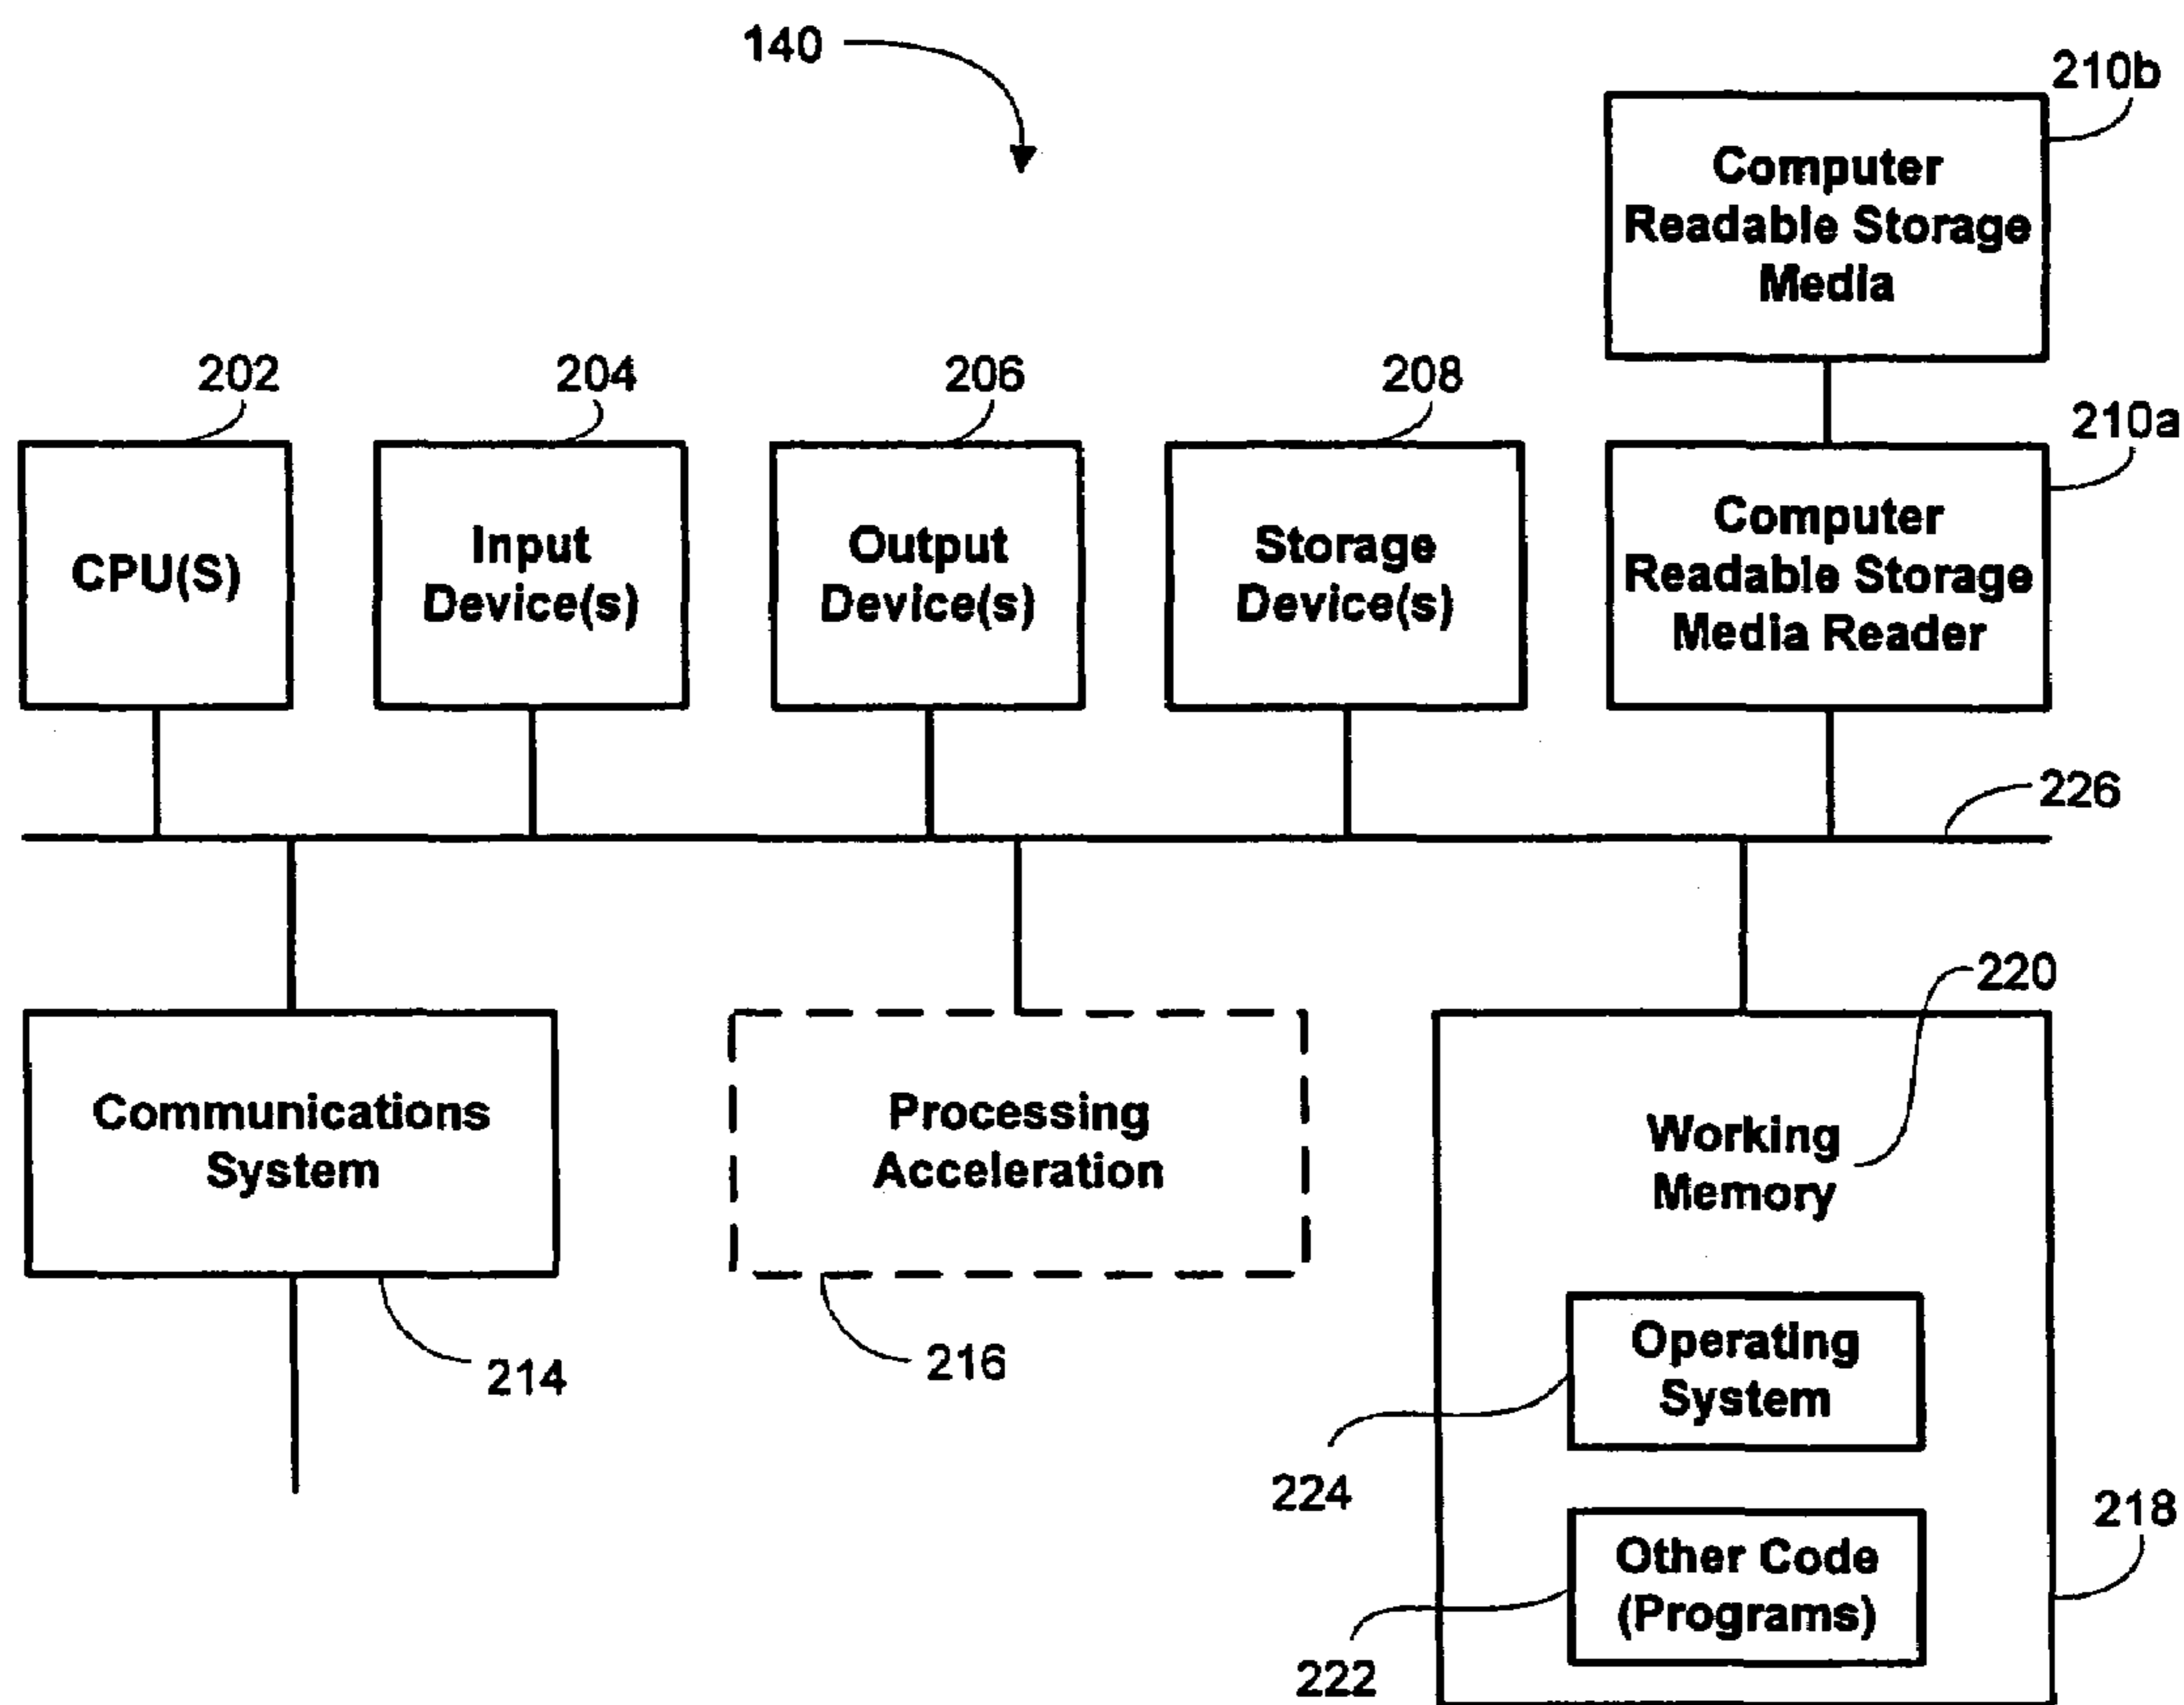 140
210b
Computer
Readable Storage
Media
202
204
206
208
210a
CPU(S)
Input
Device(s)
Output
Device(s)
Storage
Device(s)
Computer
Readable Storage
Media Reader
226
220
Communications
System
Processing
Acceleration
Working
Memory
214
216
Operating
System
224
218
Other Code
(Programs)
222